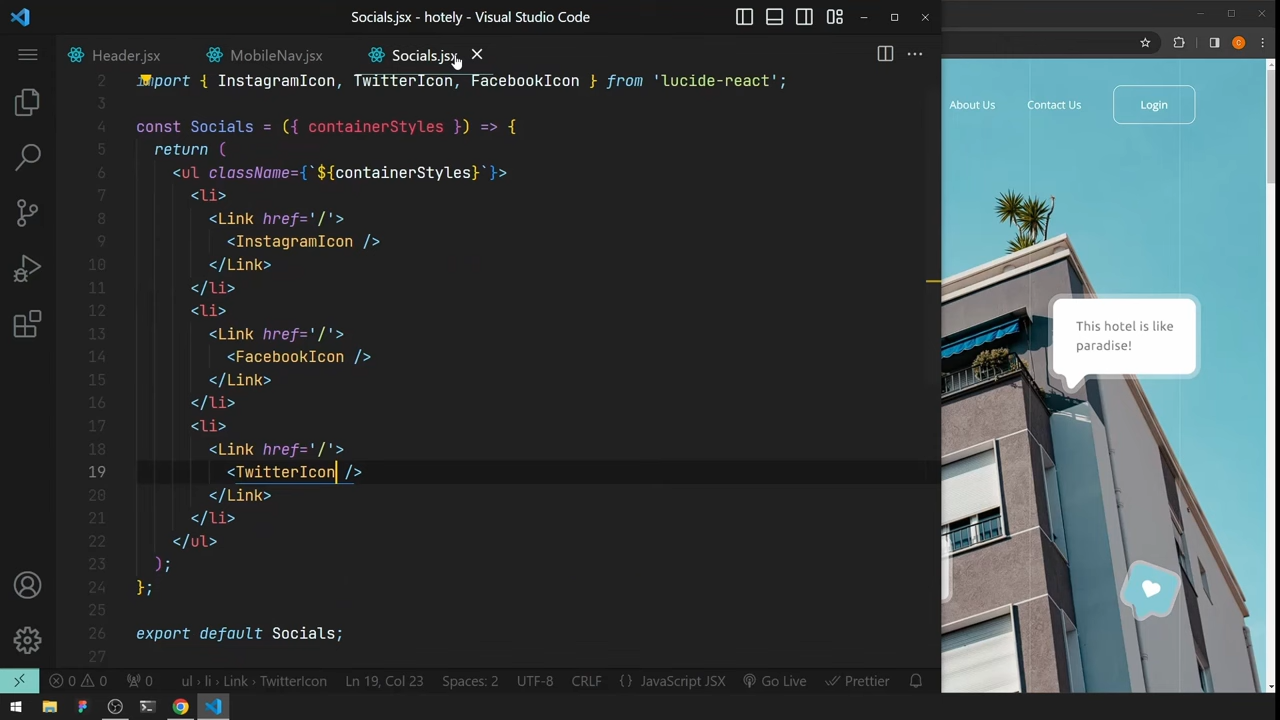 Socials.jsx - hotely - Visual Studio Code
Header.jsx MobileNav.jsx Socials.jsx
2 import { InstagramIcon, TwitterIcon, FacebookIcon } from 'lucide-react';
3
4 const Socials = ({ containerStyles }) => {
5 return (
6 <ul className={`${containerStyles}`}>
7 <li>
8 <Link href='/'>
9 <InstagramIcon />
10 </Link>
11 </li>
12 <li>
13 <Link href='/'>
14 <FacebookIcon />
15 </Link>
16 </li>
17 <li>
18 <Link href='/'>
19 <TwitterIcon />
20 </Link>
21 </li>
22 </ul>
23 );
24 };
25
26 export default Socials;
27
0 0 0 ul › li › Link › TwitterIcon Ln 19, Col 23 Spaces: 2 UTF-8 CRLF {} JavaScript JSX Go Live Prettier
About Us Contact Us Login
This hotel is like
paradise!